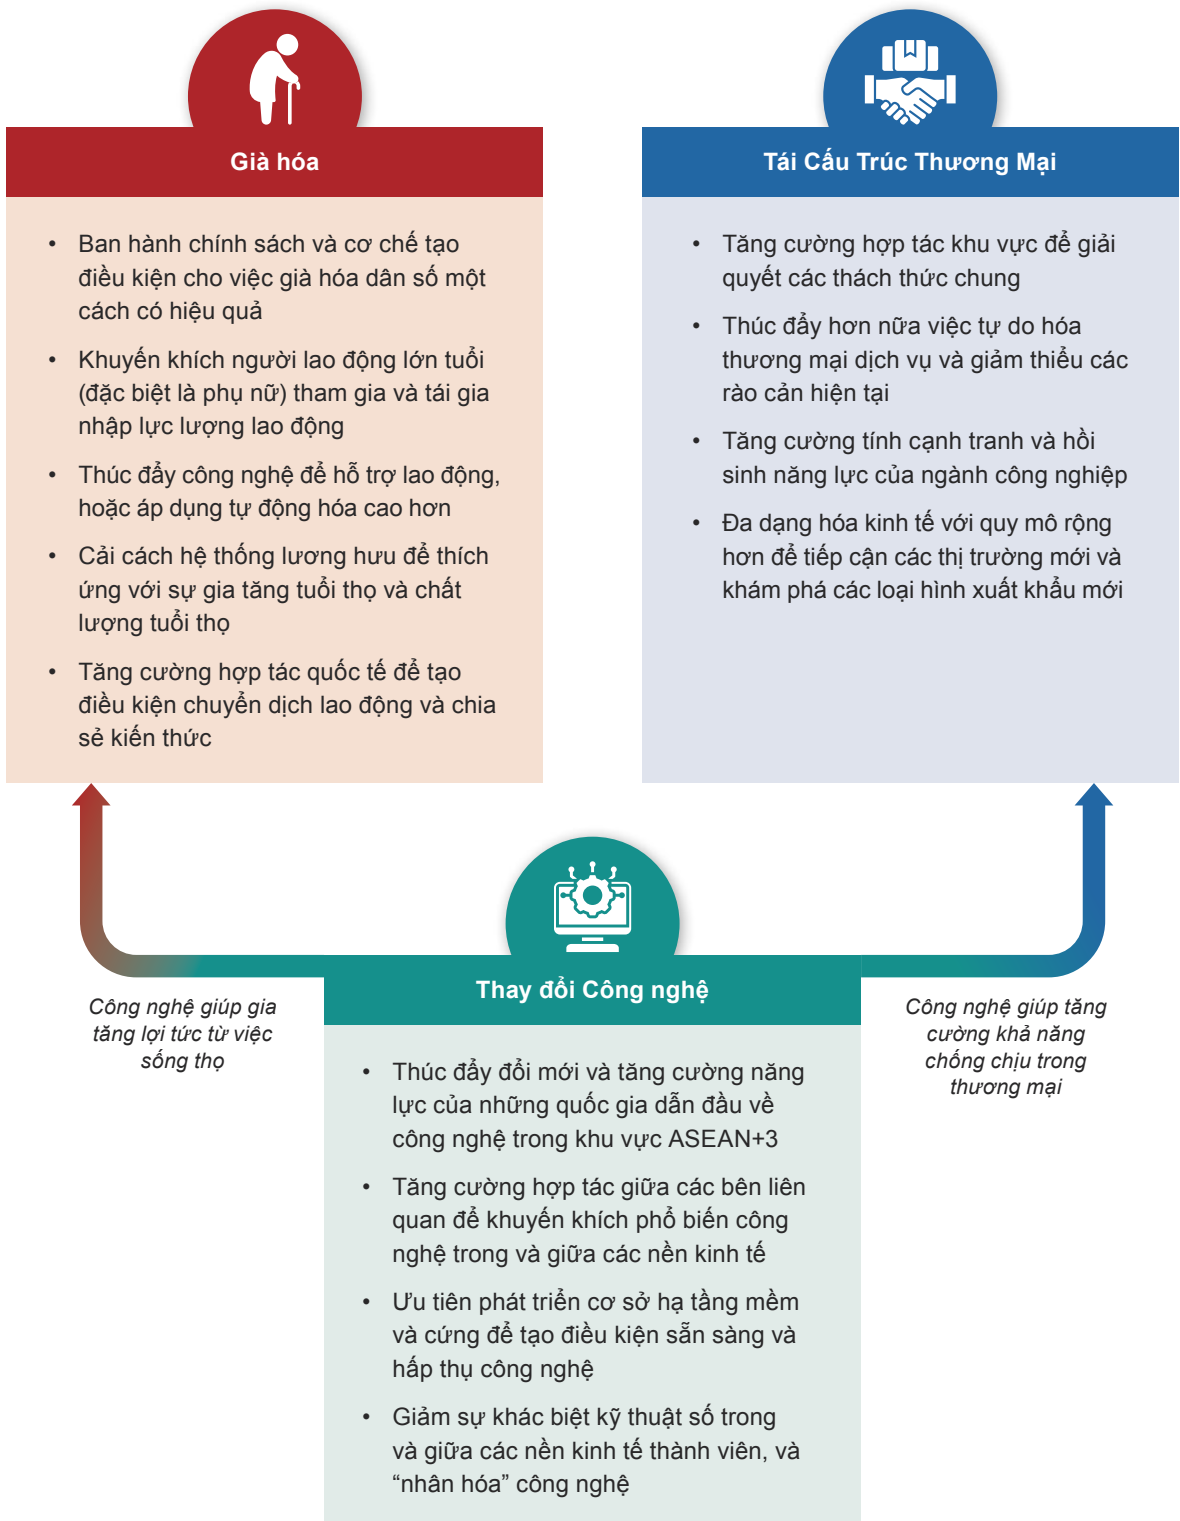 Già hóa
• Ban hành chính sách và cơ chế tạo
điều kiện cho việc già hóa dân số một
cách có hiệu quả
• Khuyến khích người lao động lớn tuổi
(đặc biệt là phụ nữ) tham gia và tái gia
nhập lực lượng lao động
• Thúc đẩy công nghệ để hỗ trợ lao động,
hoặc áp dụng tự động hóa cao hơn
• Cải cách hệ thống lương hưu để thích
ứng với sự gia tăng tuổi thọ và chất
lượng tuổi thọ
• Tăng cường hợp tác quốc tế để tạo
điều kiện chuyển dịch lao động và chia
sẻ kiến thức
Tái Cấu Trúc Thương Mại
• Tăng cường hợp tác khu vực để giải
quyết các thách thức chung
• Thúc đẩy hơn nữa việc tự do hóa
thương mại dịch vụ và giảm thiểu các
rào cản hiện tại
• Tăng cường tính cạnh tranh và hồi
sinh năng lực của ngành công nghiệp
• Đa dạng hóa kinh tế với quy mô rộng
hơn để tiếp cận các thị trường mới và
khám phá các loại hình xuất khẩu mới
Công nghệ giúp gia
tăng lợi tức từ việc
sống thọ
Thay đổi Công nghệ
• Thúc đẩy đổi mới và tăng cường năng
lực của những quốc gia dẫn đầu về
công nghệ trong khu vực ASEAN+3
• Tăng cường hợp tác giữa các bên liên
quan để khuyến khích phổ biến công
nghệ trong và giữa các nền kinh tế
• Ưu tiên phát triển cơ sở hạ tầng mềm
và cứng để tạo điều kiện sẵn sàng và
hấp thụ công nghệ
• Giảm sự khác biệt kỹ thuật số trong
và giữa các nền kinh tế thành viên, và
“nhân hóa” công nghệ
Công nghệ giúp tăng
cường khả năng
chống chịu trong
thương mại